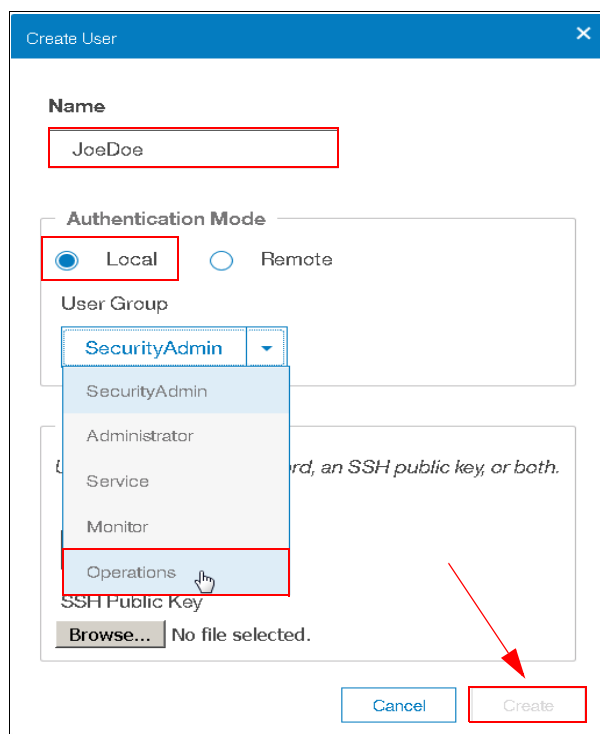 Create User
Name
JoeDoe
Authentication Mode
Local Remote
User Group
SecurityAdmin
SecurityAdmin
Administrator
an SSH public key, or both.
Service
Monitor
Operations
SSH Public Key
Browse... No file selected.
Cancel Create